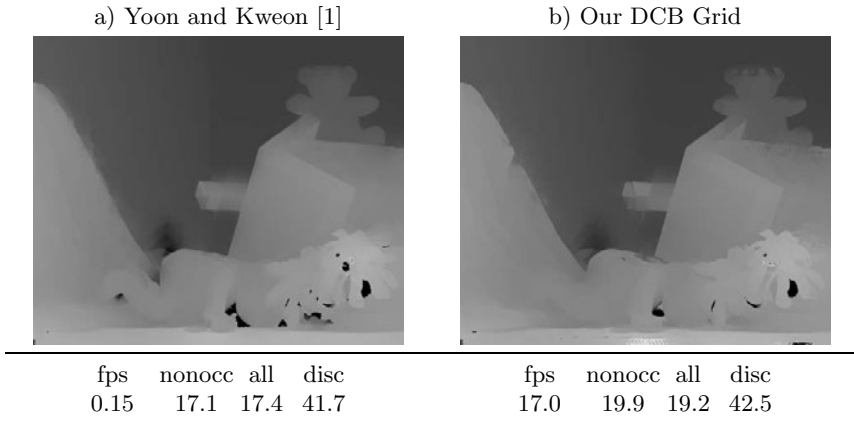 a) Yoon and Kweon [1]
b) Our DCB Grid
fps nonocc all disc
0.15 17.1 17.4 41.7
fps nonocc all disc
17.0 19.9 19.2 42.5